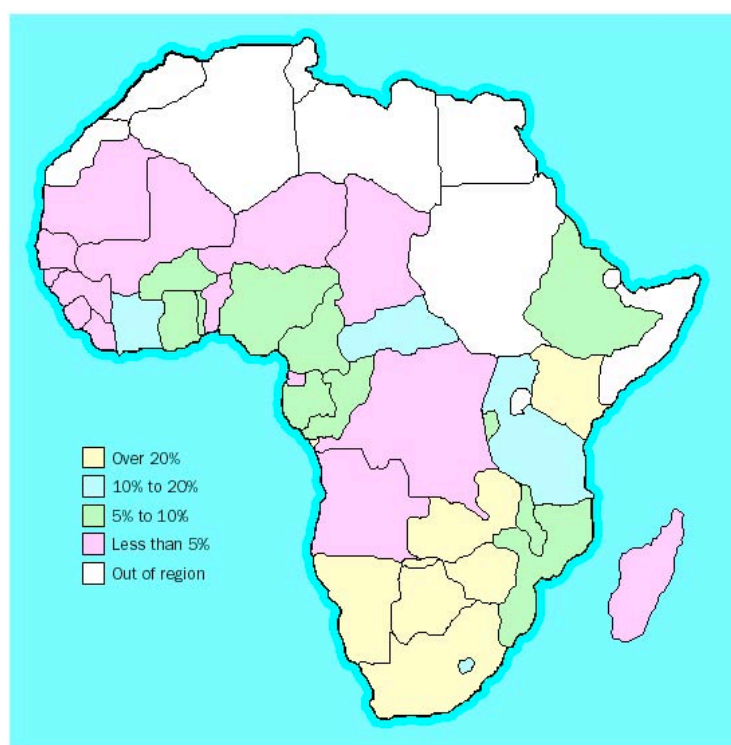 Over 20%
10% to 20%
5% to 10%
Less than 5%
Out of region